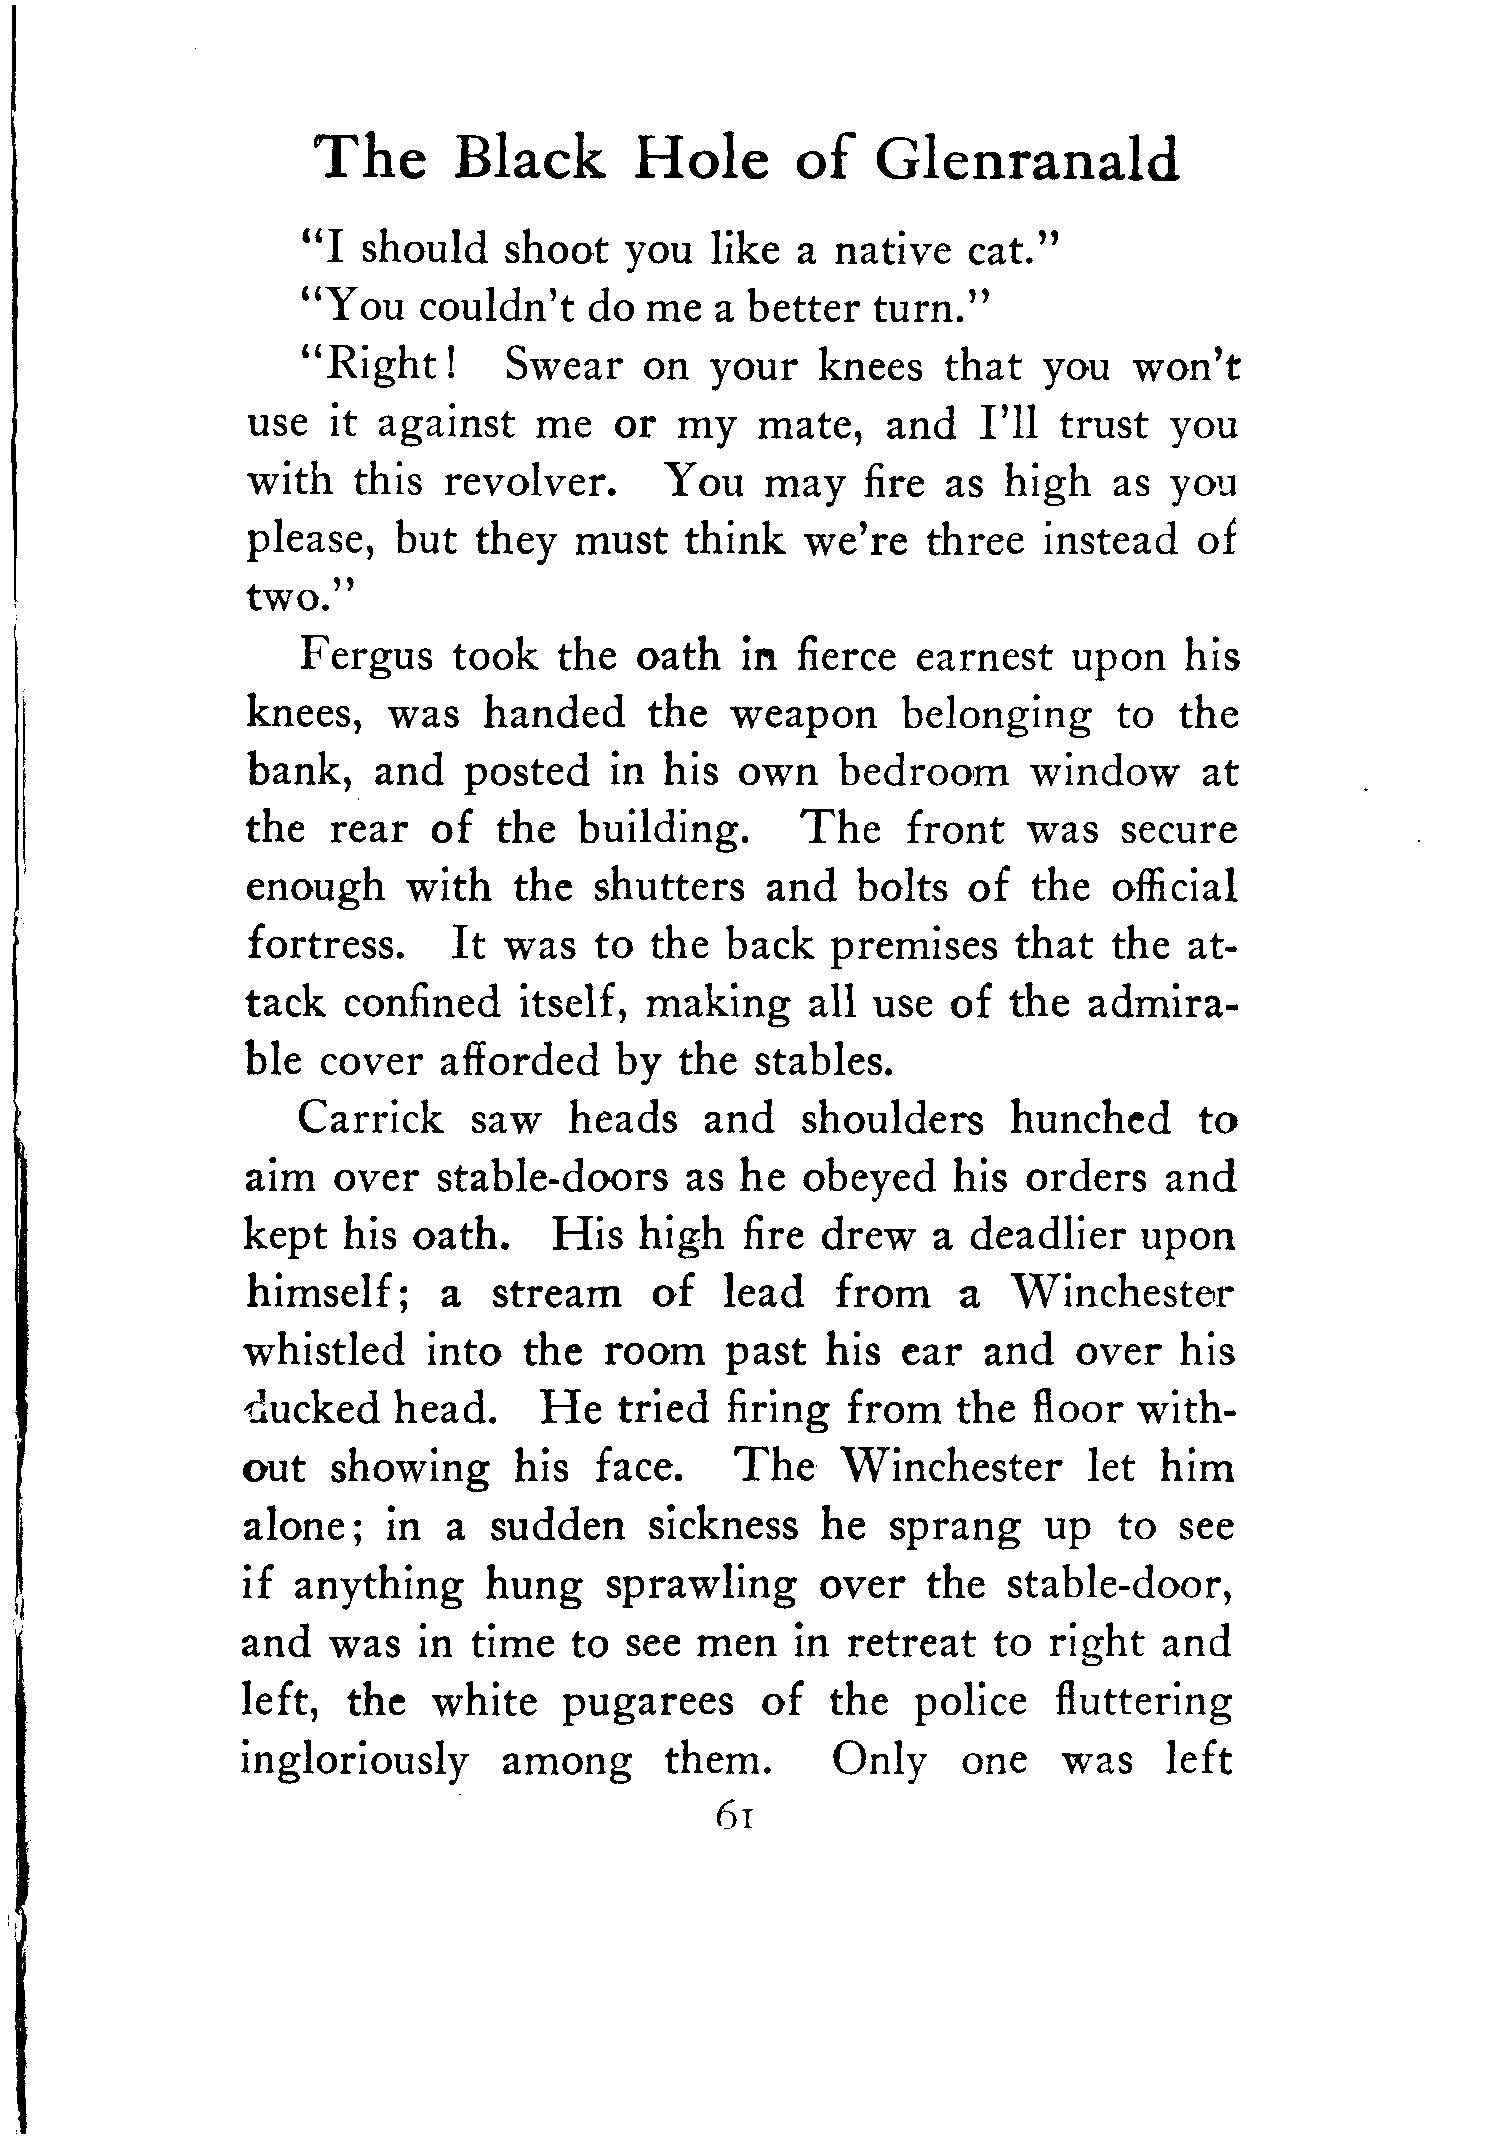 The Black Hole of Glenranald
"I should shoot you like a native cat."
"You couldn't do me a better turn."
"Right! Swear on your knees that you won't
use it against me or my mate, and I'll trust you
with this revolver. You may fire as high as you
please, but they must think we're three instead of
two."
Fergus took the oath in fierce earnest upon his
knees, was handed the weapon belonging to the
bank, and posted in his own bedroom window at
the rear of the building. The front was secure
enough with the shutters and bolts of the official
fortress. It was to the back premises that the at-
tack confined itself, making all use of the admira-
ble cover afforded by the stables.
Carrick saw heads and shoulders hunched to
aim over stable-doors as he obeyed his orders and
kept his oath. His high fire drew a deadlier upon
himself; a stream of lead from a Winchester
whistled into the room past his ear and over his
ducked head. He tried firing from the floor with-
out showing his face. The Winchester let him
alone; in a sudden sickness he sprang up to see
if anything hung sprawling over the stable-door,
and was in time to see men in retreat to right and
left, the white pugarees of the police fluttering
ingloriously among them. Only one was left
61